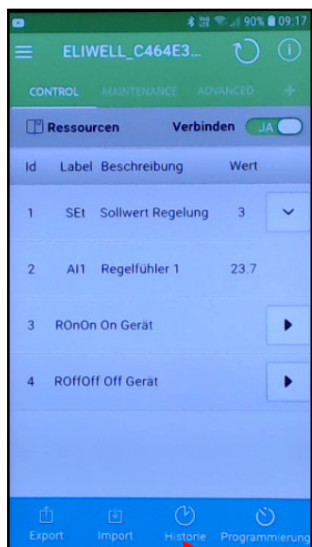 90% 09:17
ELIWELL_C464E3...
CONTROL MAINTENANCE ADVANCED +
Ressourcen Verbinden JA
Id Label Beschreibung Wert
1 SEt Sollwert Regelung 3
2 AI1 Regelfühler 1 23.7
3 ROnOn On Gerät
4 ROffOff Off Gerät
Export Import Historie Programmierung